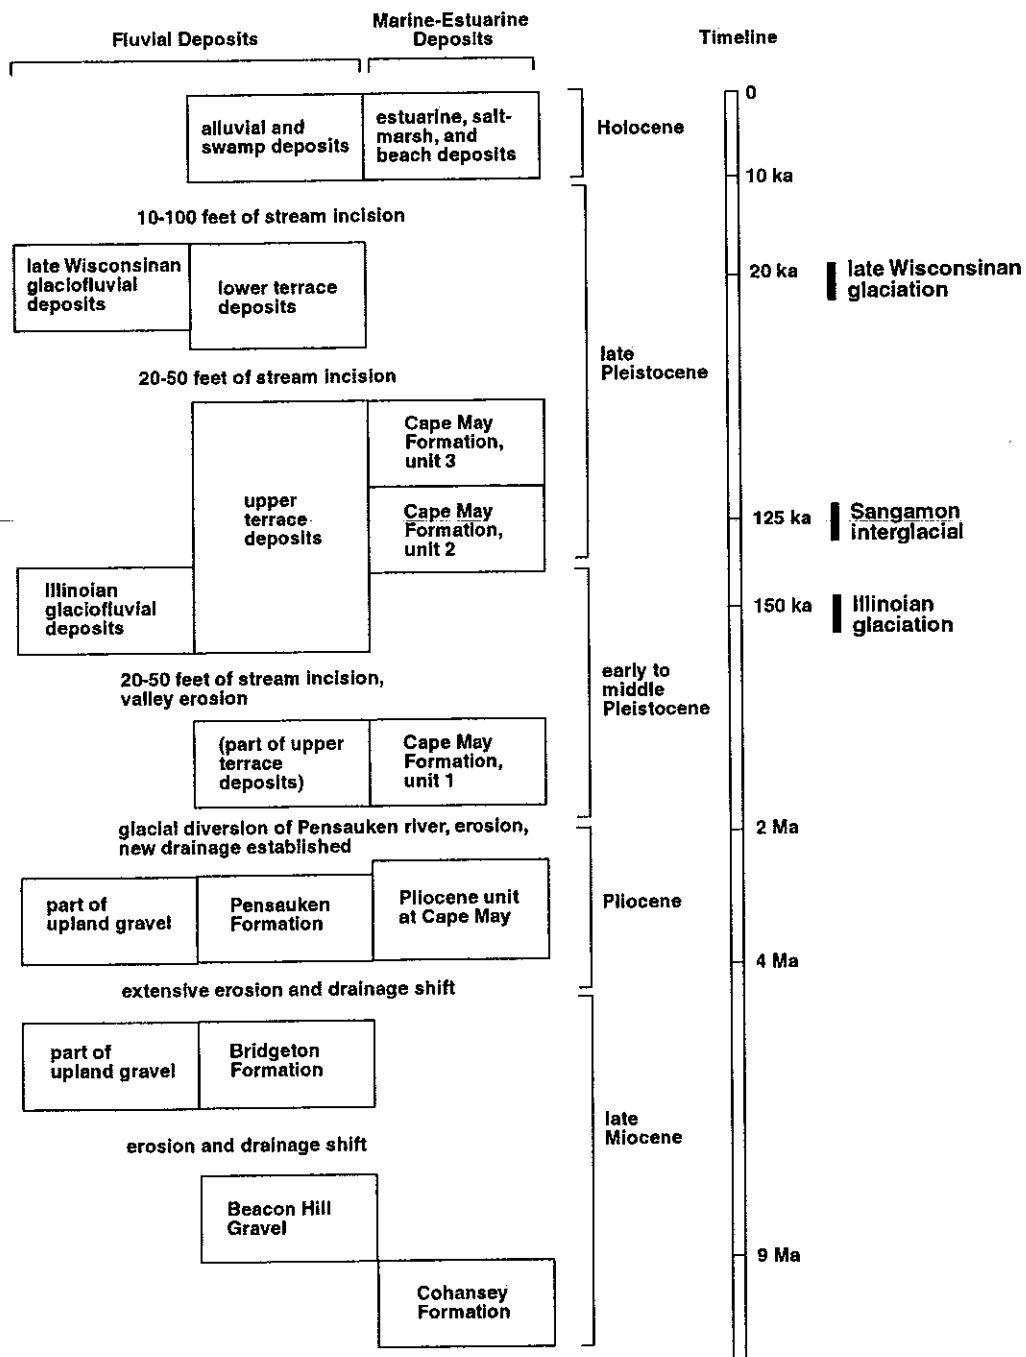 Fluvial Deposits
Marine-Estuarine
Deposits
Timeline
alluvial and
swamp deposits
estuarine, salt-
marsh, and
beach deposits
Holocene
0
10 ka
10-100 feet of stream incision
late Wisconsinan
glaciofluvial
deposits
lower terrace
deposits
20 ka
late Wisconsinan
glaciation
20-50 feet of stream incision
late
Pleistocene
upper
terrace
deposits
Cape May
Formation,
unit 3
Cape May
Formation,
unit 2
125 ka
Sangamon
interglacial
Illinoian
glaciofluvial
deposits
150 ka
Illinoian
glaciation
20-50 feet of stream incision,
valley erosion
early to
middle
Pleistocene
(part of upper
terrace
deposits)
Cape May
Formation,
unit 1
glacial diversion of Pensauken river, erosion,
new drainage established
2 Ma
part of
upland gravel
Pensauken
Formation
Pliocene unit
at Cape May
Pliocene
4 Ma
extensive erosion and drainage shift
part of
upland gravel
Bridgeton
Formation
late
Miocene
erosion and drainage shift
Beacon Hill
Gravel
9 Ma
Cohansey
Formation